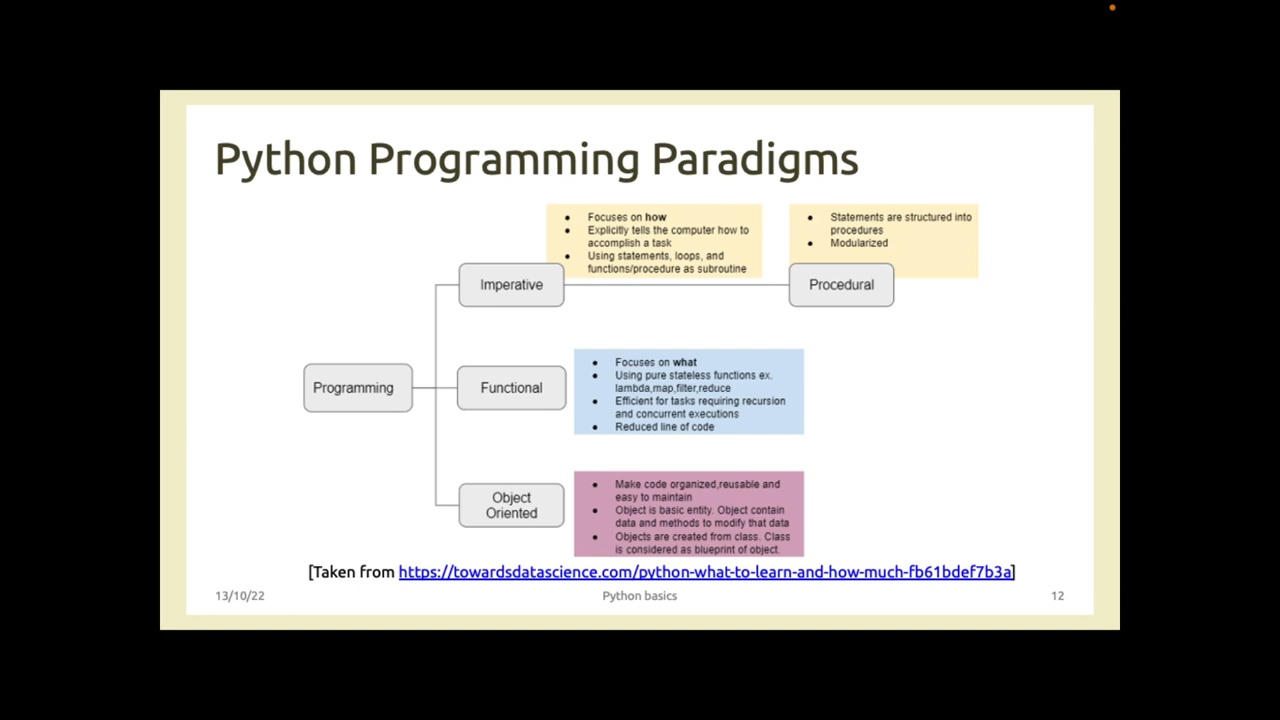 Python Programming Paradigms
Focuses on how
Explicitly tells the computer how to
accomplish a task
Using statements, loops, and
functions/procedure as subroutine
Statements are structured into
procedures
Modularized
Imperative
Procedural
Programming
Functional
Focuses on what
Using pure stateless functions ex.
lambda,map,filter,reduce
Efficient for tasks requiring recursion
and concurrent executions
Reduced line of code
Object
Oriented
Make code organized,reusable and
easy to maintain
Object is basic entity. Object contain
data and methods to modify that data
Objects are created from class. Class
is considered as blueprint of object.
[Taken from https://towardsdatascience.com/python-what-to-learn-and-how-much-fb61bdef7b3a]
13/10/22
Python basics
12